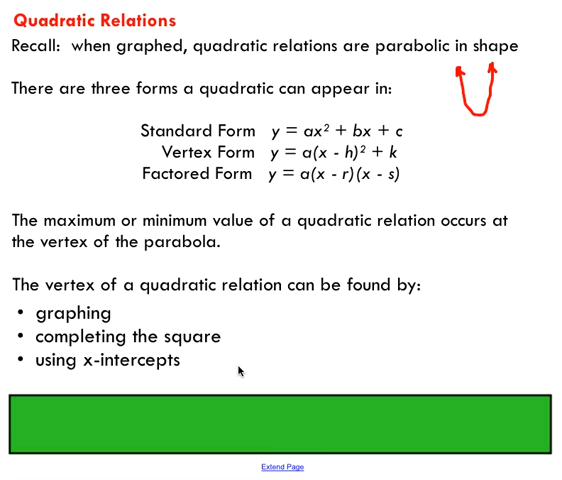 Quadratic Relations
Recall: when graphed, quadratic relations are parabolic in shape
There are three forms a quadratic can appear in:
Standard Form y = ax² + bx + c
Vertex Form y = a(x - h)² + k
Factored Form y = a(x - r)(x - s)
The maximum or minimum value of a quadratic relation occurs at
the vertex of the parabola.
The vertex of a quadratic relation can be found by:
• graphing
• completing the square
• using x-intercepts
Extend Page